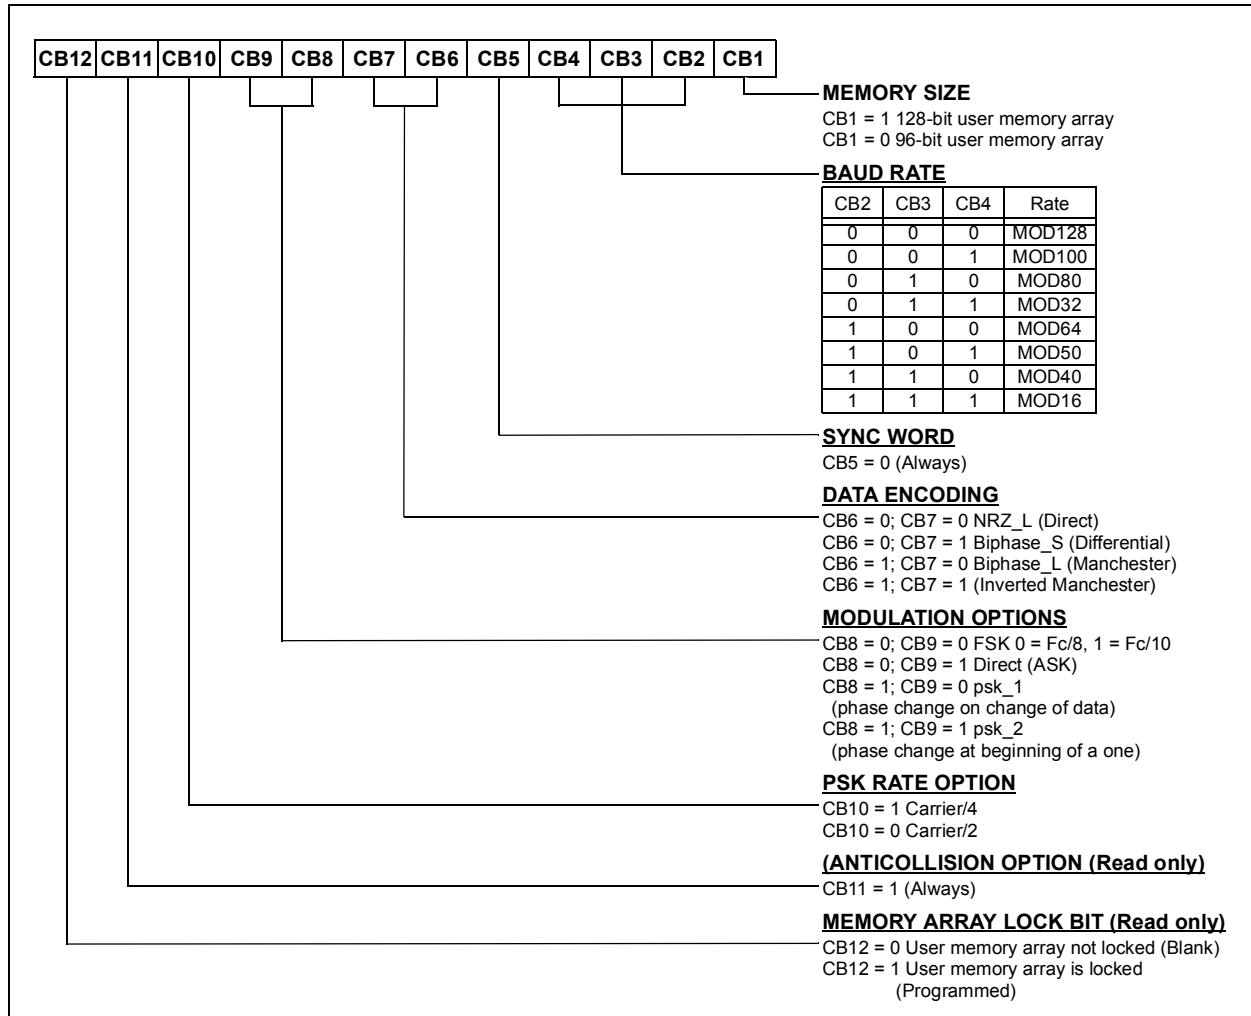 CB12 CB11 CB10 CB9 CB8 CB7 CB6 CB5 CB4 CB3 CB2 CB1
MEMORY SIZE
CB1 = 1 128-bit user memory array
CB1 = 0 96-bit user memory array
BAUD RATE
CB2 CB3 CB4 Rate
0 0 0 MOD128
0 0 1 MOD100
0 1 0 MOD80
0 1 1 MOD32
1 0 0 MOD64
1 0 1 MOD50
1 1 0 MOD40
1 1 1 MOD16
SYNC WORD
CB5 = 0 (Always)
DATA ENCODING
CB6 = 0; CB7 = 0 NRZ_L (Direct)
CB6 = 0; CB7 = 1 Biphase_S (Differential)
CB6 = 1; CB7 = 0 Biphase_L (Manchester)
CB6 = 1; CB7 = 1 (Inverted Manchester)
MODULATION OPTIONS
CB8 = 0; CB9 = 0 FSK 0 = Fc/8, 1 = Fc/10
CB8 = 0; CB9 = 1 Direct (ASK)
CB8 = 1; CB9 = 0 psk_1
(phase change on change of data)
CB8 = 1; CB9 = 1 psk_2
(phase change at beginning of a one)
PSK RATE OPTION
CB10 = 1 Carrier/4
CB10 = 0 Carrier/2
(ANTICOLLISION OPTION (Read only)
CB11 = 1 (Always)
MEMORY ARRAY LOCK BIT (Read only)
CB12 = 0 User memory array not locked (Blank)
CB12 = 1 User memory array is locked
(Programmed)